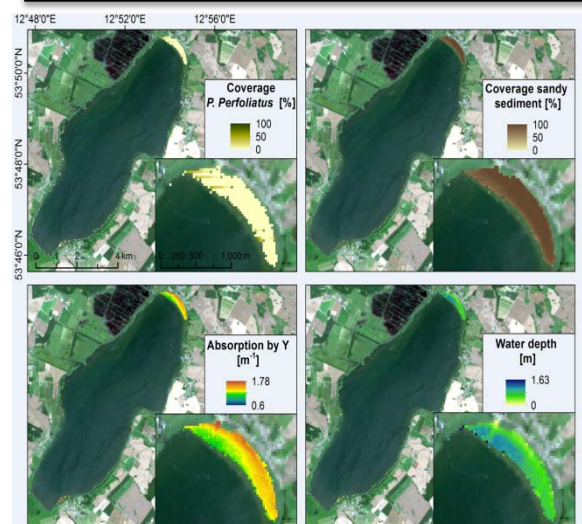 12°48'0"E 12°52'0"E 12°56'0"E
53°50'0"N
53°48'0"N
53°46'0"N
Coverage
P. Perfoliatus [%]
100
50
0
0 1 2 4 km
0 250 500 1,000 m
Coverage sandy
sediment [%]
100
50
0
Absorption by Y
[m⁻¹]
1.78
0.6
Water depth
[m]
1.63
0